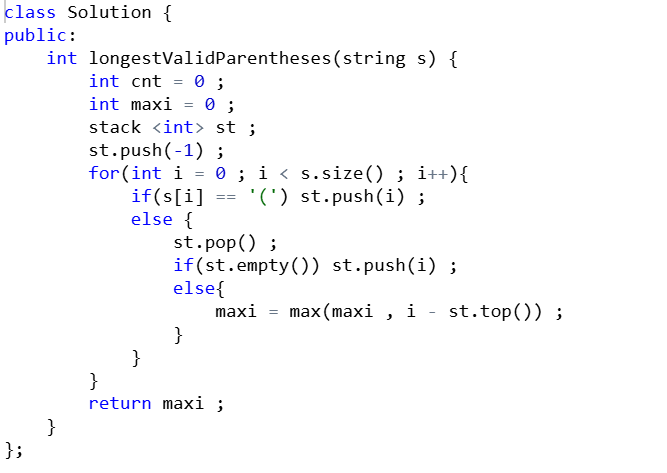 class Solution {
public:
    int longestValidParentheses(string s) {
        int cnt = 0 ;
        int maxi = 0 ;
        stack <int> st ;
        st.push(-1) ;
        for(int i = 0 ; i < s.size() ; i++){
            if(s[i] == '(') st.push(i) ;
            else {
                st.pop() ;
                if(st.empty()) st.push(i) ;
                else{
                    maxi = max(maxi , i - st.top()) ;
                }
            }
        }
        return maxi ;
    }
};